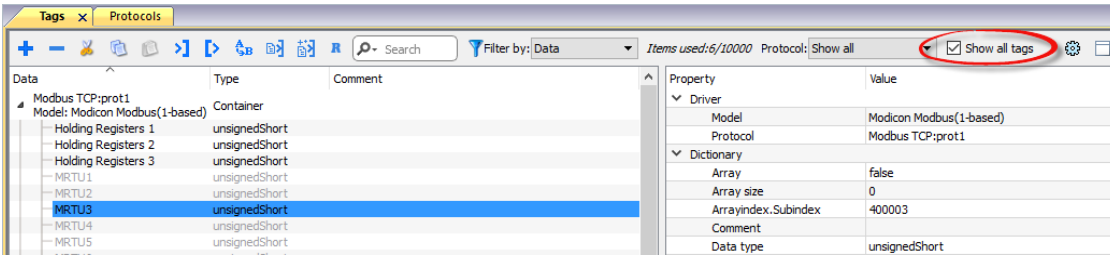 Tags x Protocols
R Search Filter by: Data Items used:6/10000 Protocol: Show all Show all tags
Data Type Comment Property Value
Modbus TCP:prot1
Model: Modicon Modbus(1-based) Container
Driver
Model Modicon Modbus(1-based)
Holding Registers 1 unsignedShort
Protocol Modbus TCP:prot1
Holding Registers 2 unsignedShort
Dictionary
Holding Registers 3 unsignedShort
Array false
MRTU1 unsignedShort
Array size 0
MRTU2 unsignedShort
MRTU3 unsignedShort
Arrayindex.Subindex 400003
MRTU4 unsignedShort
Comment
MRTU5 unsignedShort
Data type unsignedShort